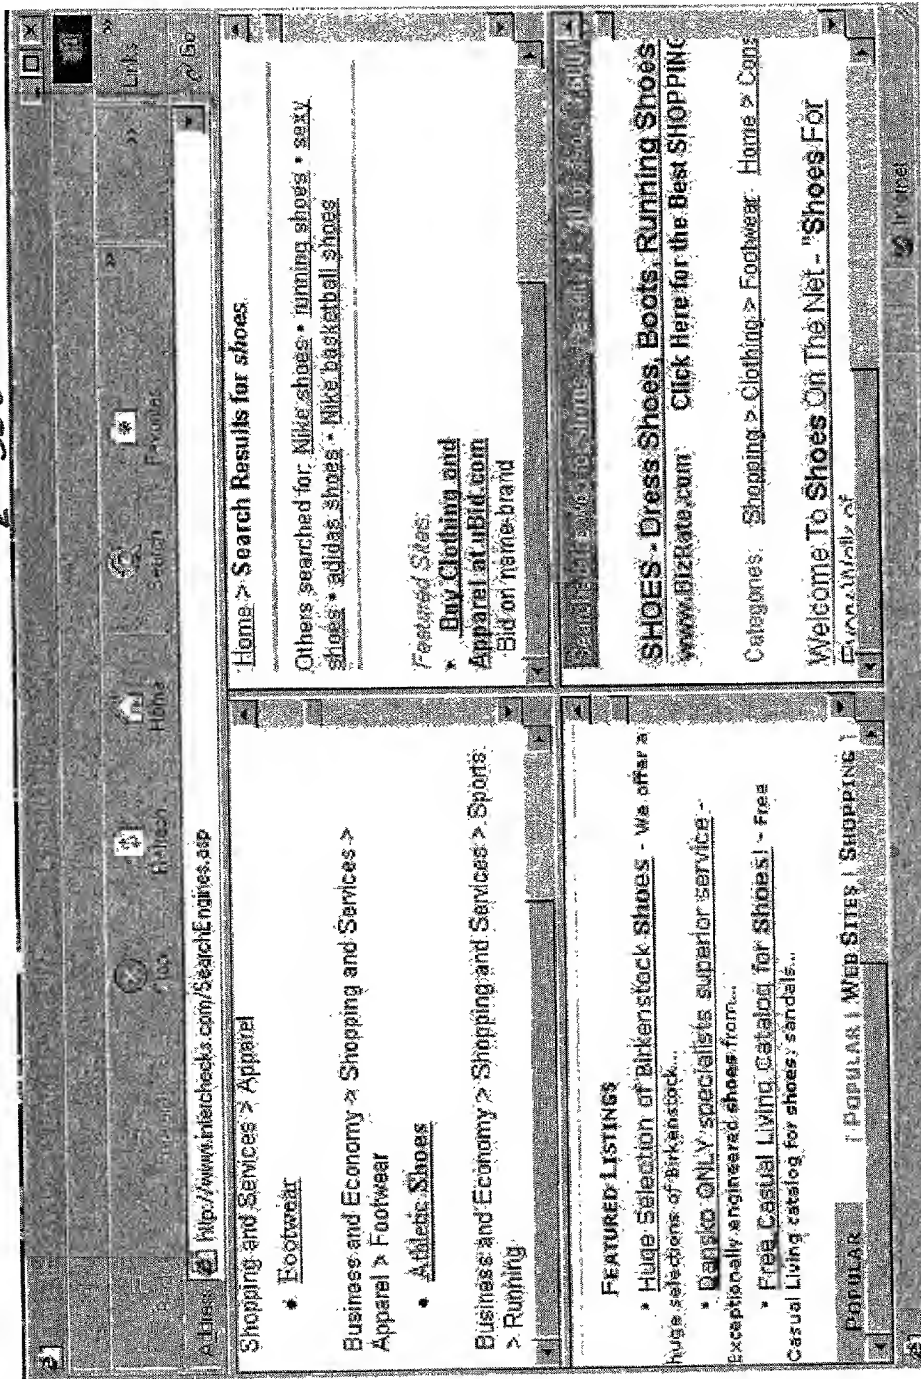 Links
Stop
Refresh
Home
Search
Favorites
Go
Address
http://www.interchecks.com/SearchEngines.asp
Shopping and Services > Apparel
• Footwear
Business and Economy > Shopping and Services >
Apparel > Footwear
• Athletic Shoes
Business and Economy > Shopping and Services > Sports
> Running
Home > Search Results for shoes
Others searched for: Nike shoes • running shoes • sexy
shoes • adidas shoes • Nike basketball shoes
Featured Sites:
• Buy Clothing and
Apparel at uBid.com
Bid on name-brand
FEATURED LISTINGS
• Huge Selection of Birkenstock Shoes - We offer a
huge selections of Birkenstock...
• Dansko ONLY specialists superior service -
Exceptionally engineered shoes from...
• Free Casual Living catalog for Shoes! - Free
Casual Living catalog for shoes, sandals...
POPULAR | POPULAR | WEB SITES | SHOPPING
SHOES - Dress Shoes, Boots, Running Shoes
www.BizRate.com Click Here for the Best SHOPPING
Categories: Shopping > Clothing > Footwear Home > Cons
Welcome To Shoes On The Net - "Shoes For
Internet